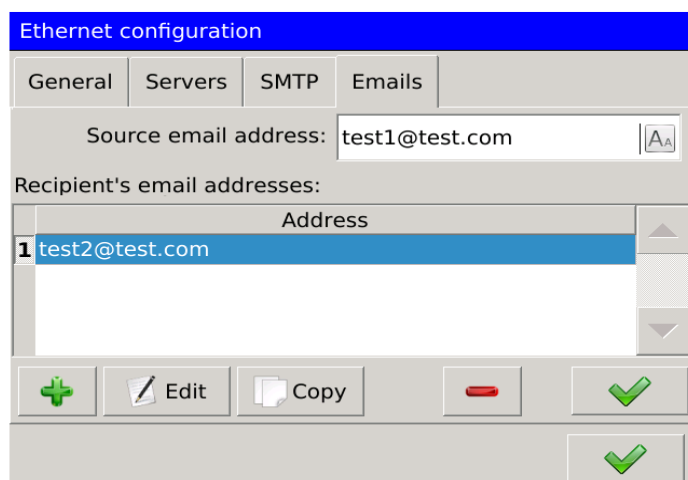 Ethernet configuration
General Servers SMTP Emails
Source email address: test1@test.com AA
Recipient's email addresses:
Address
1 test2@test.com
Edit Copy